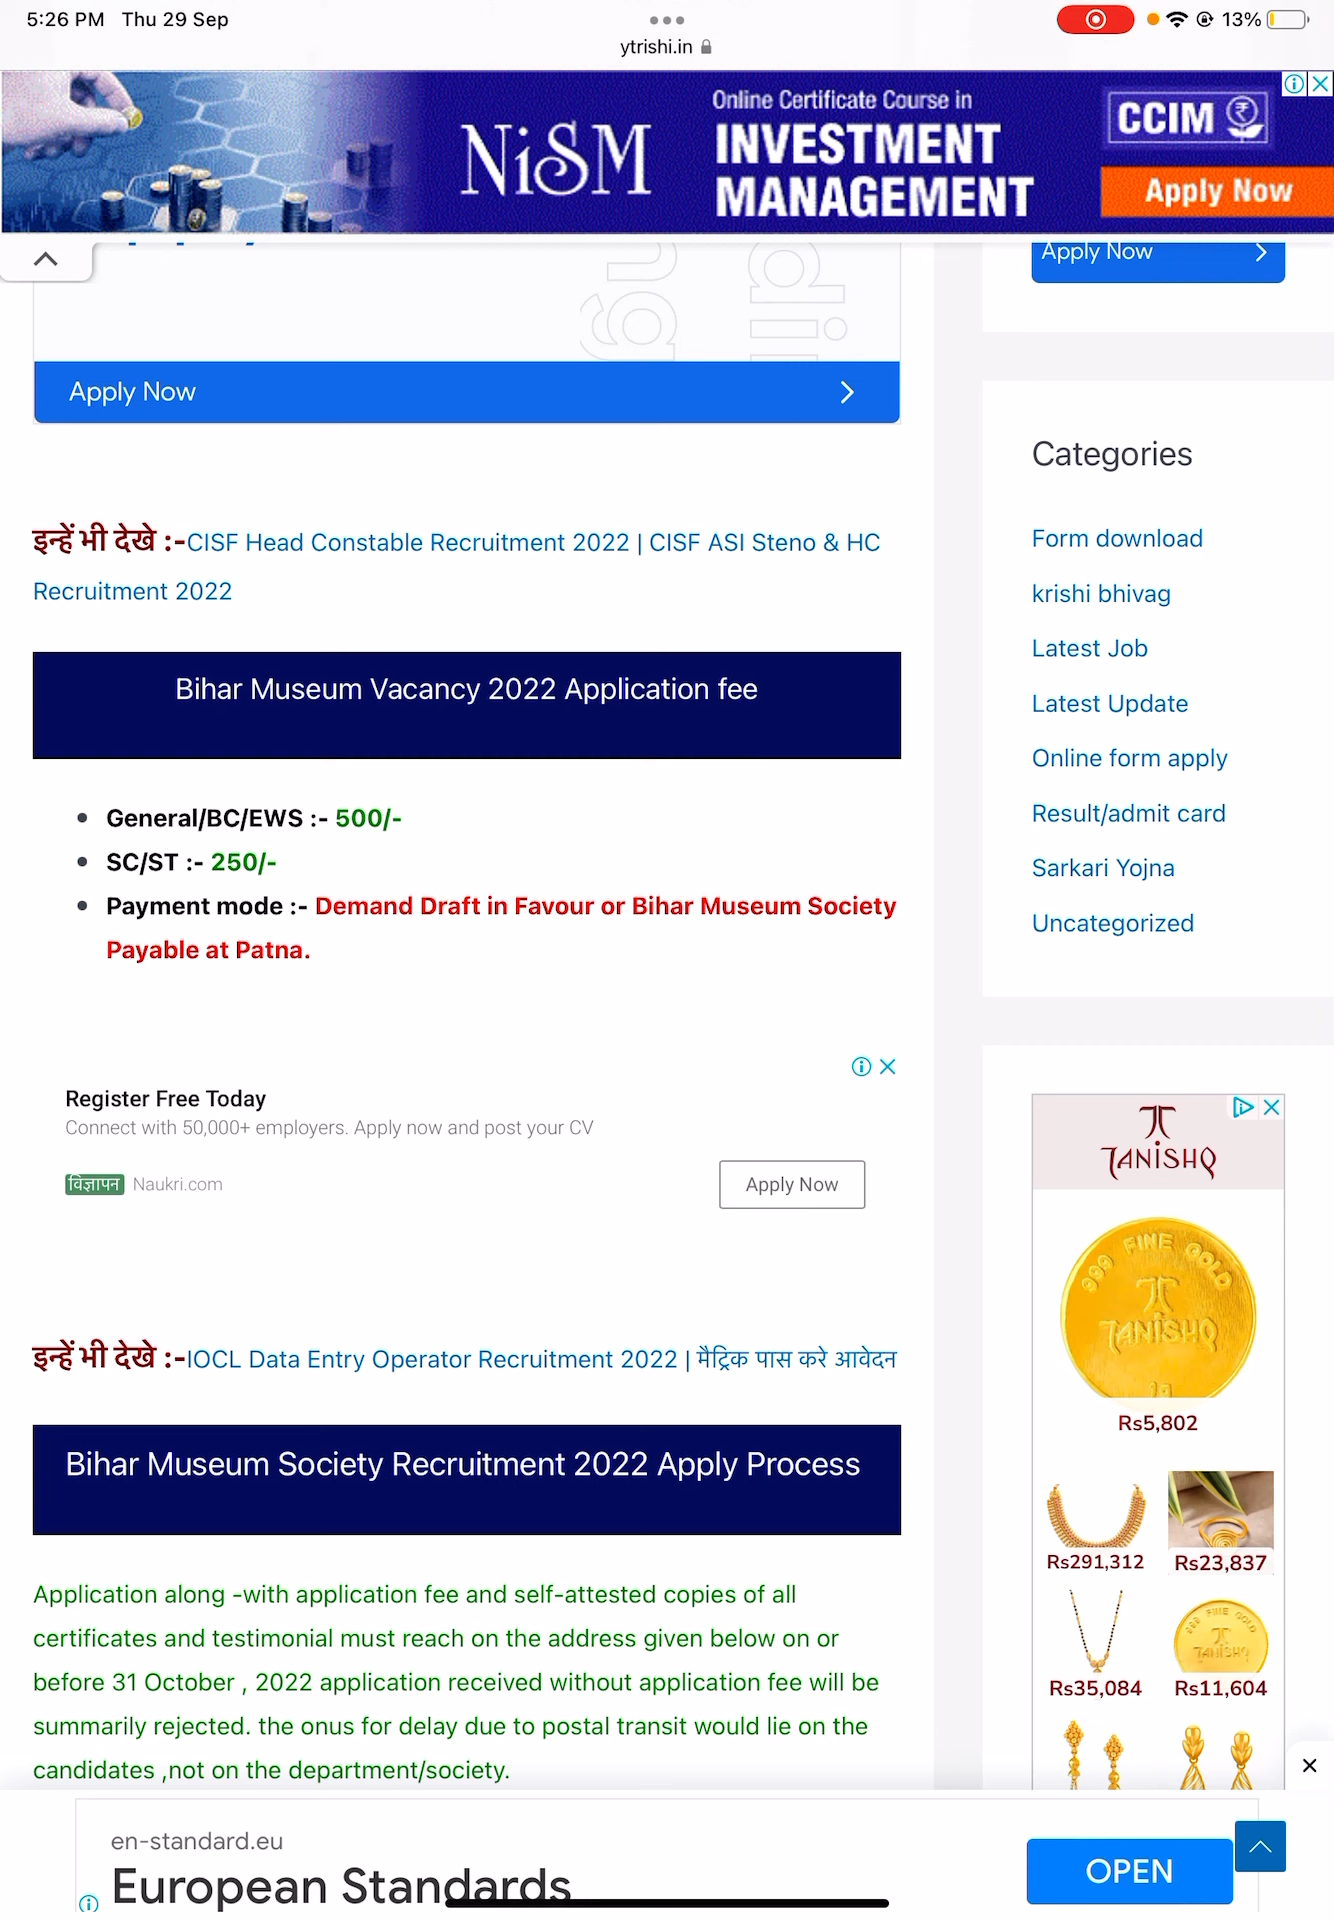 5:26 PM Thu 29 Sep
13%
ytrishi.in
NiSM
Online Certificate Course in
INVESTMENT
MANAGEMENT
CCIM
Apply Now
Apply Now
Apply Now
इन्हें भी देखे :-CISF Head Constable Recruitment 2022 | CISF ASI Steno & HC
Recruitment 2022
Bihar Museum Vacancy 2022 Application fee
General/BC/EWS :- 500/-
SC/ST :- 250/-
Payment mode :- Demand Draft in Favour or Bihar Museum Society
Payable at Patna.
Register Free Today
Connect with 50,000+ employers. Apply now and post your CV
विज्ञापन Naukri.com
Apply Now
इन्हें भी देखे :-IOCL Data Entry Operator Recruitment 2022 | मैट्रिक पास करे आवेदन
Bihar Museum Society Recruitment 2022 Apply Process
Application along -with application fee and self-attested copies of all
certificates and testimonial must reach on the address given below on or
before 31 October , 2022 application received without application fee will be
summarily rejected. the onus for delay due to postal transit would lie on the
candidates ,not on the department/society.
Categories
Form download
krishi bhivag
Latest Job
Latest Update
Online form apply
Result/admit card
Sarkari Yojna
Uncategorized
TANISHQ
999 FINE GOLD
TANISHQ
Rs5,802
Rs291,312 Rs23,837
999 FINE GOLD
TANISHQ
Rs35,084 Rs11,604
en-standard.eu
European Standards
OPEN